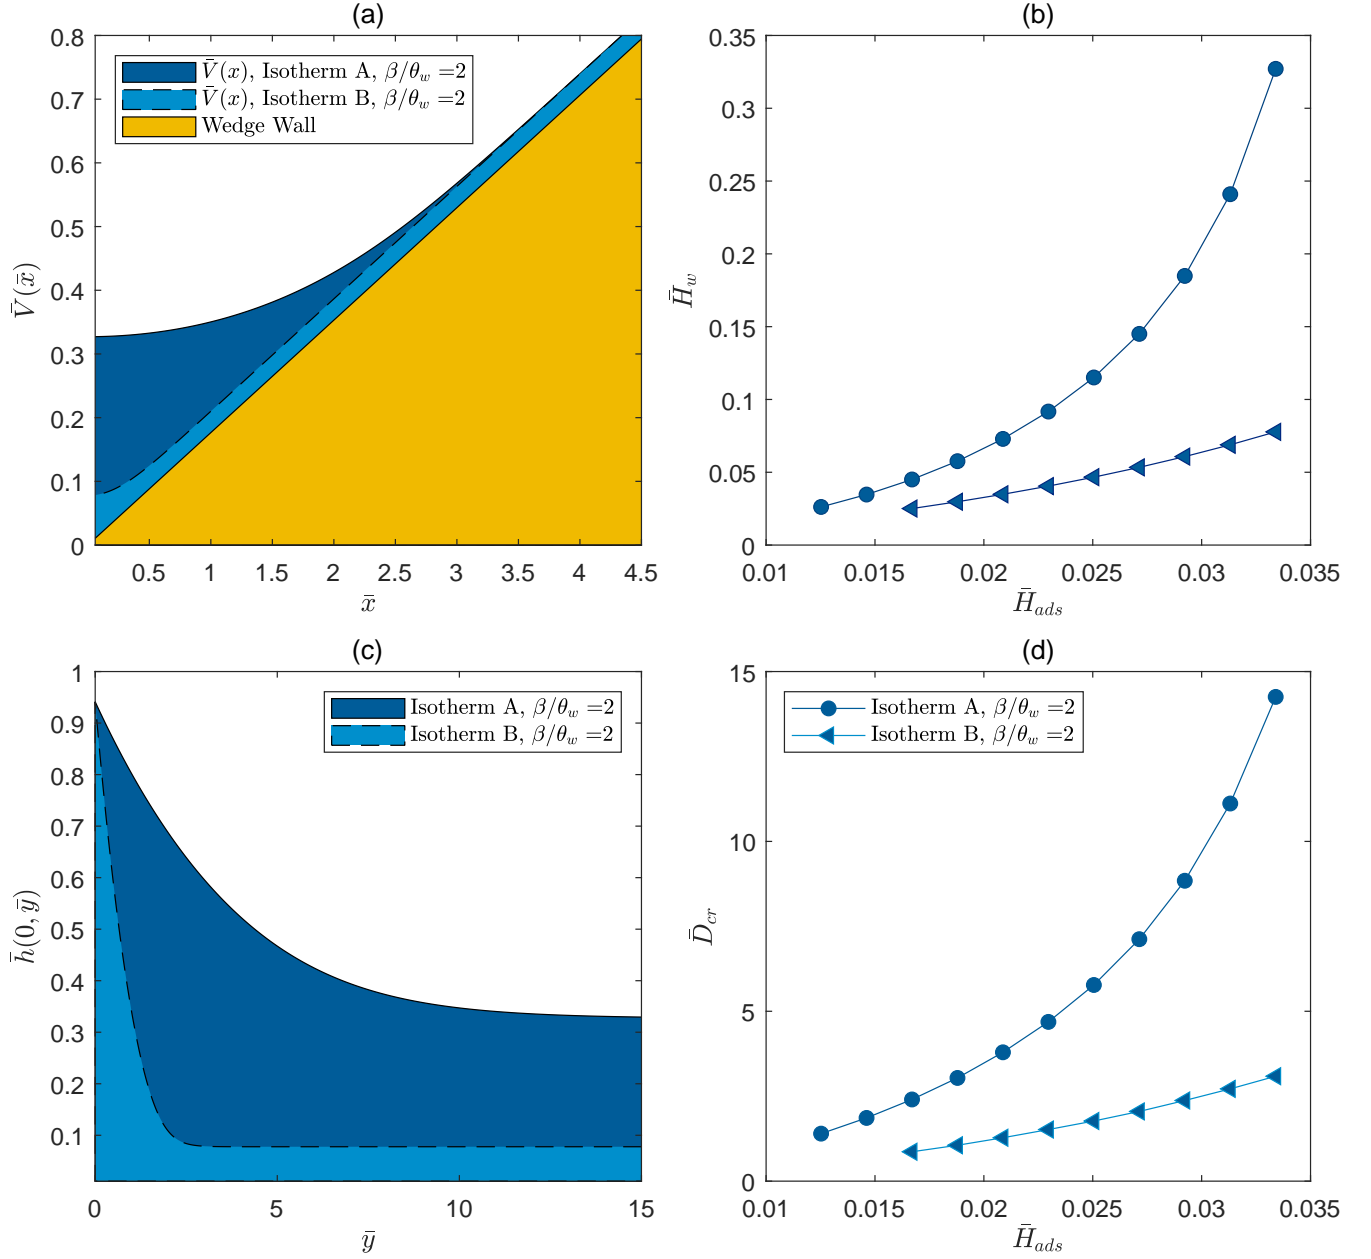 (a)
0.8
0.7
0.6
0.5
0.4
0.3
0.2
0.1
0
V̄(x̄)
V̄(x), Isotherm A, β/θ_w =2
V̄(x), Isotherm B, β/θ_w =2
Wedge Wall
0.5 1 1.5 2 2.5 3 3.5 4 4.5
x̄
(b)
0.35
0.3
0.25
0.2
0.15
0.1
0.05
0
H̄_w
0.01 0.015 0.02 0.025 0.03 0.035
H̄_ads
(c)
1
0.9
0.8
0.7
0.6
0.5
0.4
0.3
0.2
0.1
h̄(0, ȳ)
Isotherm A, β/θ_w =2
Isotherm B, β/θ_w =2
0 5 10 15
ȳ
(d)
15
10
5
0
D̄_cr
Isotherm A, β/θ_w =2
Isotherm B, β/θ_w =2
0.01 0.015 0.02 0.025 0.03 0.035
H̄_ads